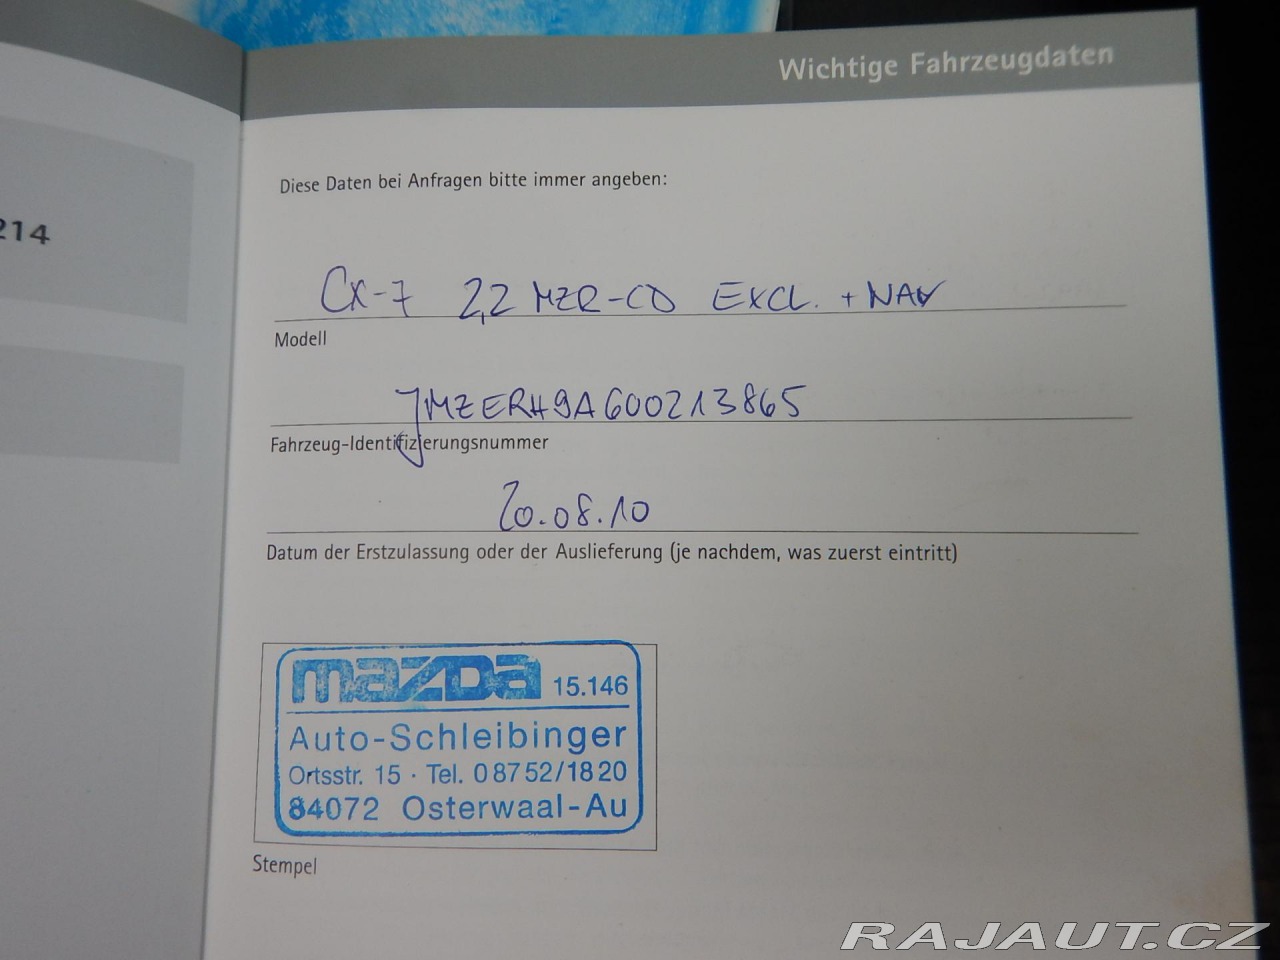 Wichtige Fahrzeugdaten
214
Diese Daten bei Anfragen bitte immer angeben:
CX-7 2,2 MZR-CD EXCL. + NAV
Modell
JMZERH9A600213865
Fahrzeug-Identifizierungsnummer
20.08.10
Datum der Erstzulassung oder der Auslieferung (je nachdem, was zuerst eintritt)
mazda 15.146
Auto-Schleibinger
Ortsstr. 15 · Tel. 08752/1820
84072 Osterwaal-Au
Stempel
RAJAUT.CZ